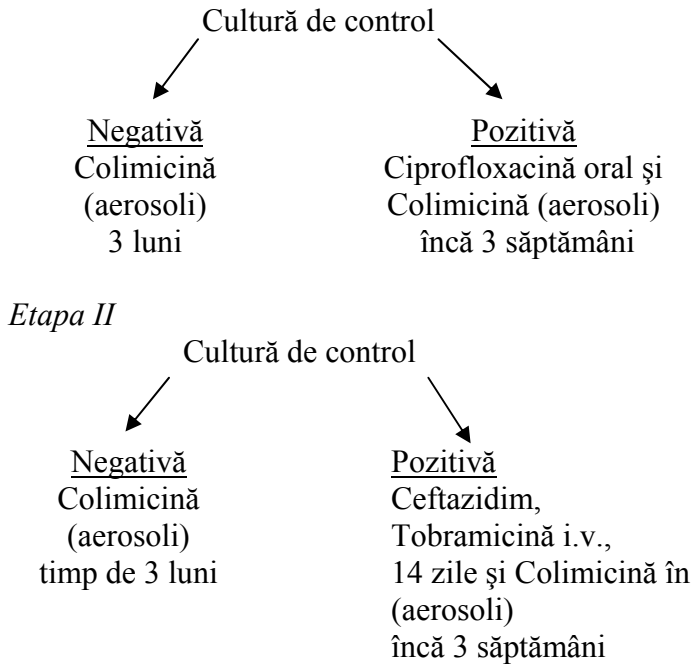 Cultură de control
Negativă
Colimicină
(aerosoli)
3 luni
Pozitivă
Ciprofloxacină oral şi
Colimicină (aerosoli)
încă 3 săptămâni
Etapa II
Cultură de control
Negativă
Colimicină
(aerosoli)
timp de 3 luni
Pozitivă
Ceftazidim,
Tobramicină i.v.,
14 zile şi Colimicină în
(aerosoli)
încă 3 săptămâni